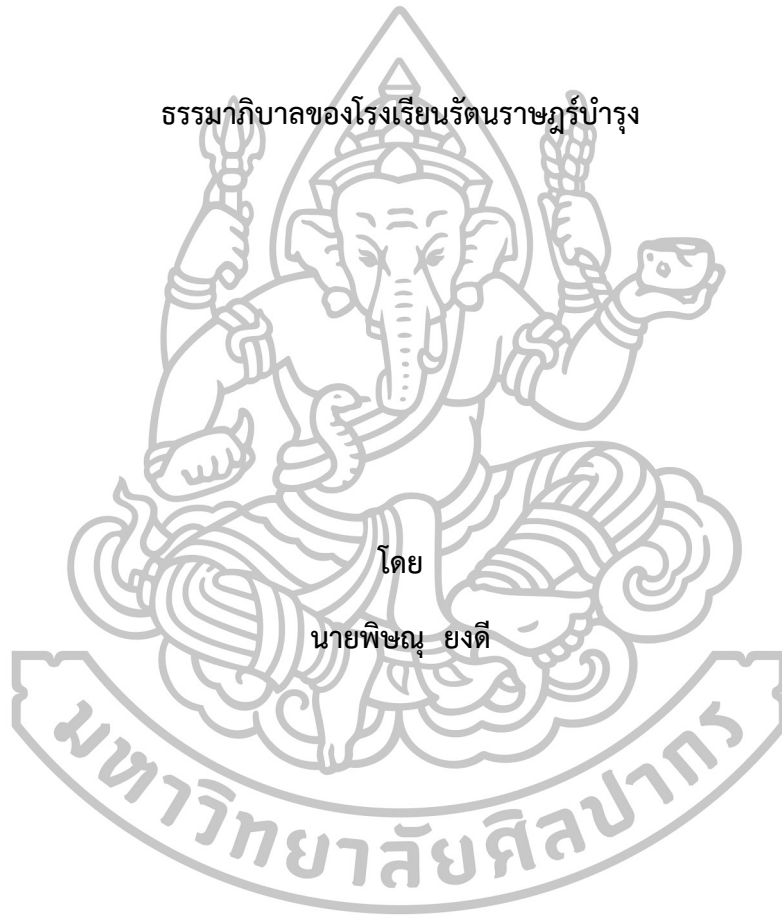 ธรรมาภิบาลของโรงเรียนรัตนราษฎร์บำรุง
โดย
นายพิษณุ ยงดี
มหาวิทยาลัยศิลปากร